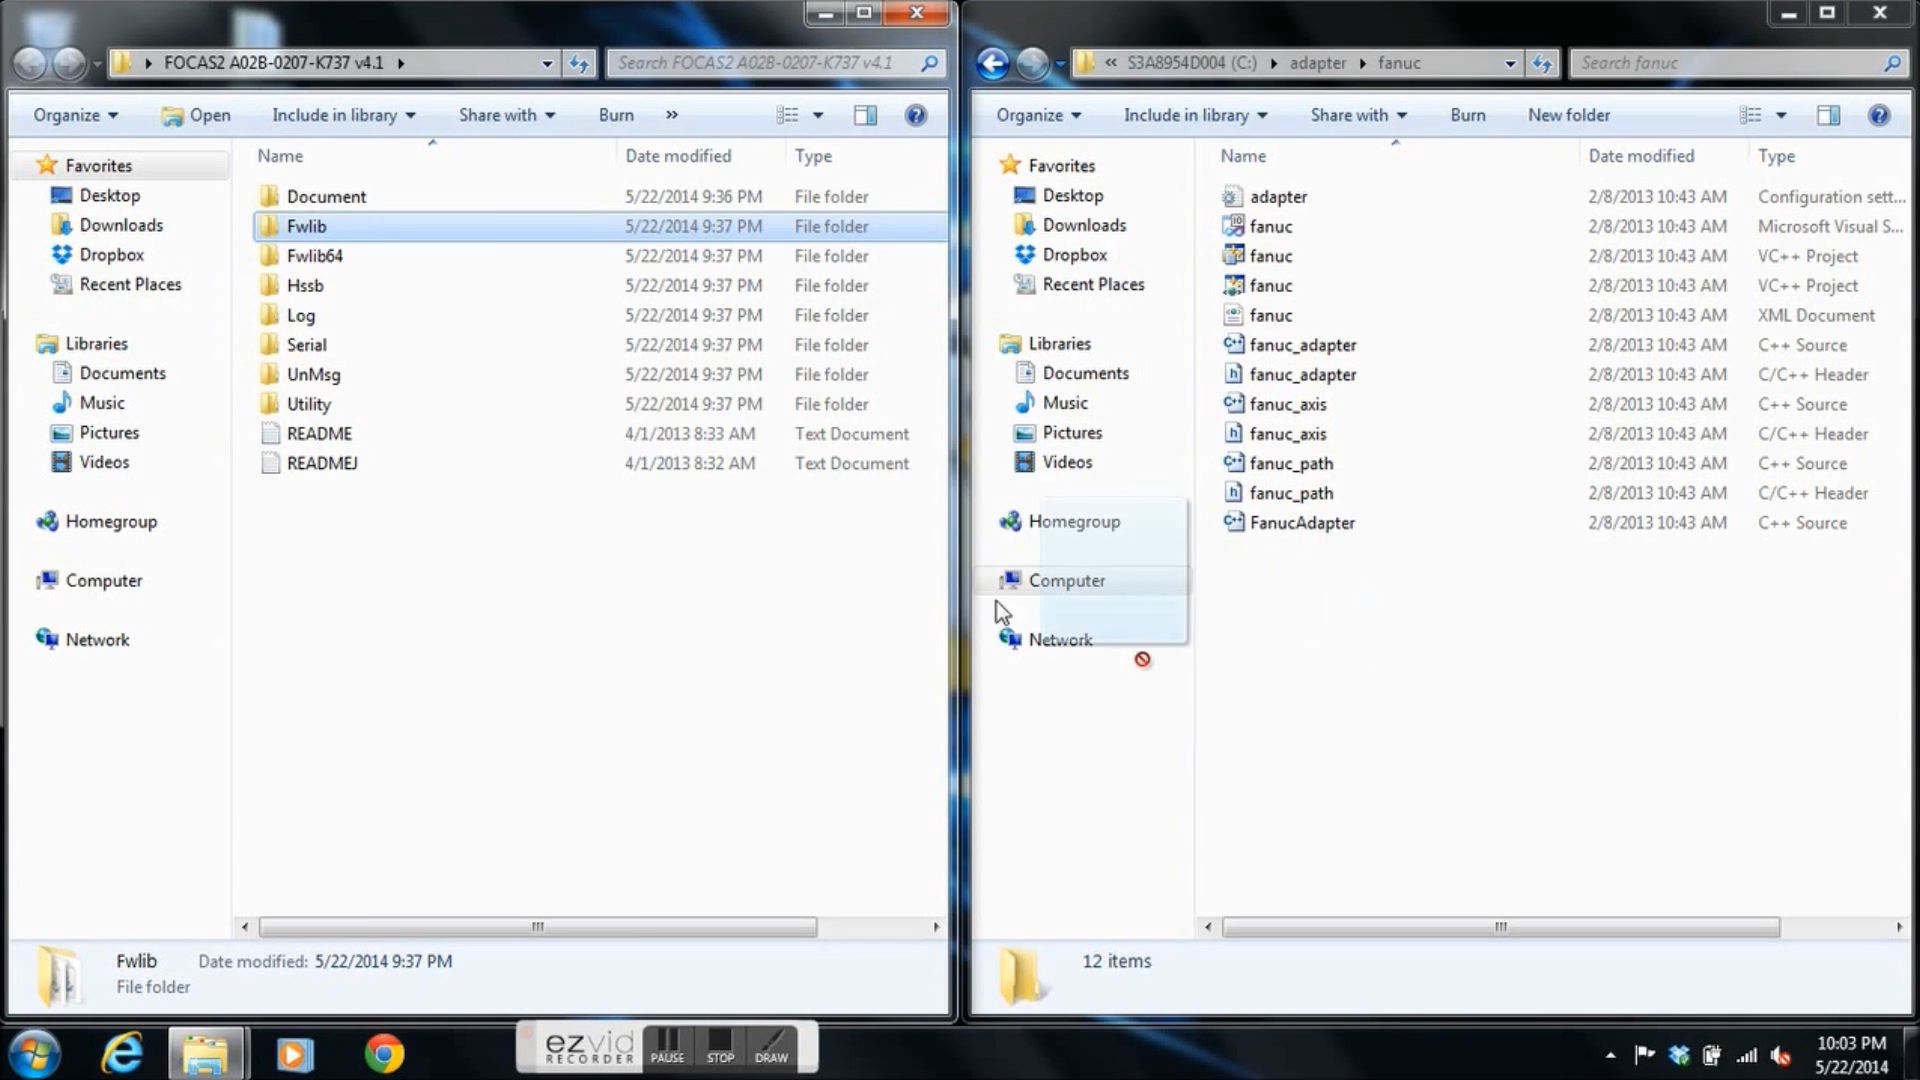 FOCAS2 A02B-0207-K737 v4.1
Search FOCAS2 A02B-0207-K737 v4.1
Organize
Open
Include in library
Share with
Burn
»
Name Date modified Type
Favorites
Desktop
Downloads
Dropbox
Recent Places
Libraries
Documents
Music
Pictures
Videos
Homegroup
Computer
Network
Document 5/22/2014 9:36 PM File folder
Fwlib 5/22/2014 9:37 PM File folder
Fwlib64 5/22/2014 9:37 PM File folder
Hssb 5/22/2014 9:37 PM File folder
Log 5/22/2014 9:37 PM File folder
Serial 5/22/2014 9:37 PM File folder
UnMsg 5/22/2014 9:37 PM File folder
Utility 5/22/2014 9:37 PM File folder
README 4/1/2013 8:33 AM Text Document
READMEJ 4/1/2013 8:32 AM Text Document
Fwlib Date modified: 5/22/2014 9:37 PM
File folder
« S3A8954D004 (C:) adapter fanuc
Search fanuc
Organize
Include in library
Share with
Burn
New folder
Name Date modified Type
Favorites
Desktop
Downloads
Dropbox
Recent Places
Libraries
Documents
Music
Pictures
Videos
Homegroup
Computer
Network
adapter 2/8/2013 10:43 AM Configuration sett...
fanuc 2/8/2013 10:43 AM Microsoft Visual S...
fanuc 2/8/2013 10:43 AM VC++ Project
fanuc 2/8/2013 10:43 AM VC++ Project
fanuc 2/8/2013 10:43 AM XML Document
fanuc_adapter 2/8/2013 10:43 AM C++ Source
fanuc_adapter 2/8/2013 10:43 AM C/C++ Header
fanuc_axis 2/8/2013 10:43 AM C++ Source
fanuc_axis 2/8/2013 10:43 AM C/C++ Header
fanuc_path 2/8/2013 10:43 AM C++ Source
fanuc_path 2/8/2013 10:43 AM C/C++ Header
FanucAdapter 2/8/2013 10:43 AM C++ Source
12 items
ezvid
RECORDER
PAUSE
STOP
DRAW
10:03 PM
5/22/2014